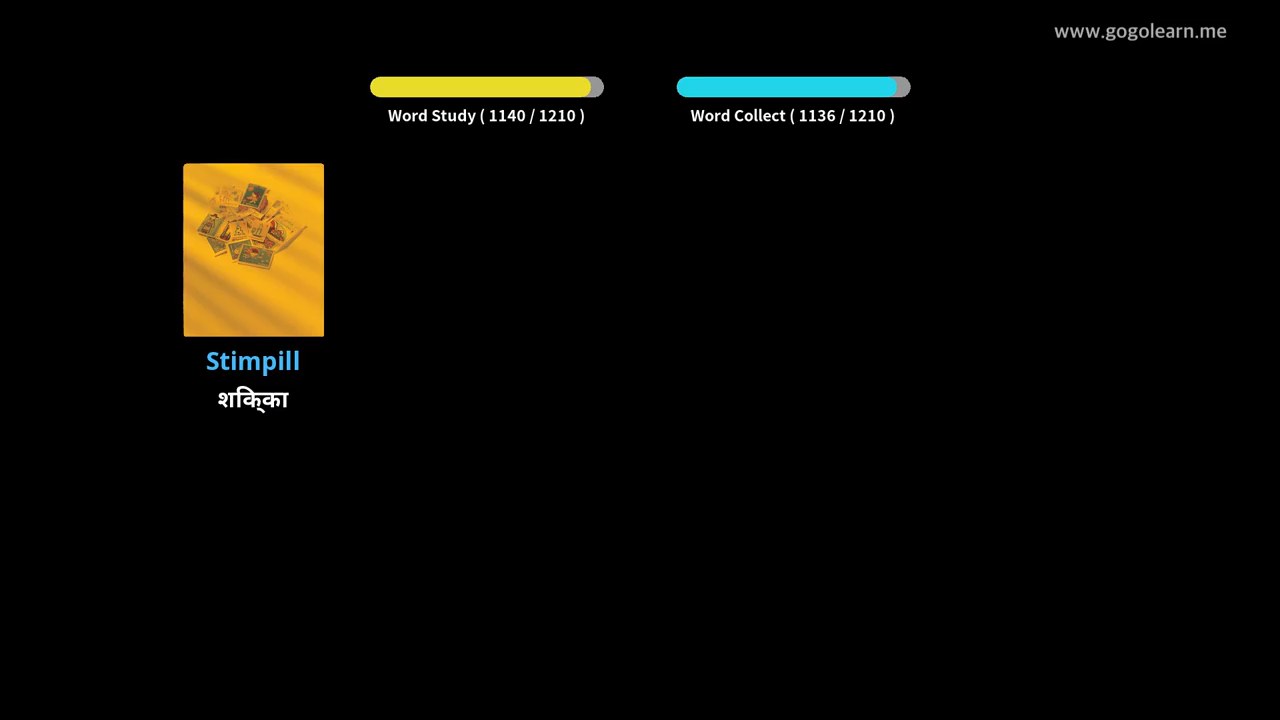 www.gogolearn.me
Word Study ( 1140 / 1210 )
Word Collect ( 1136 / 1210 )
Stimpill
शकि्का